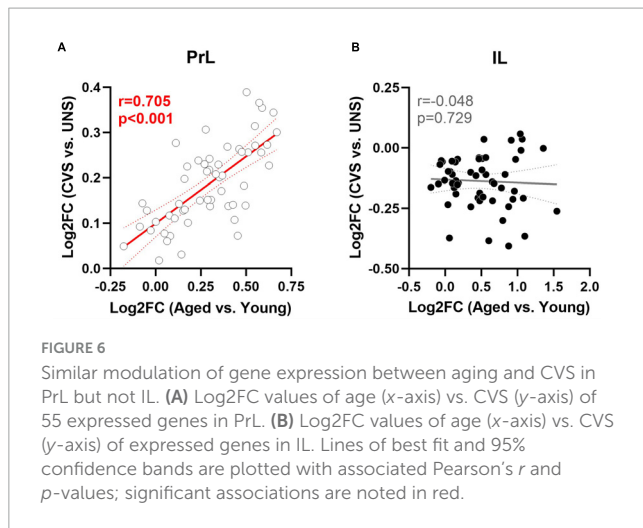 A
PrL
r=0.705
p<0.001
Log2FC (CVS vs. UNS)
0.4
0.3
0.2
0.1
0.0
-0.25
0.00
0.25
0.50
0.75
Log2FC (Aged vs. Young)
B
IL
r=-0.048
p=0.729
Log2FC (CVS vs. UNS)
0.25
0.00
-0.25
-0.50
-0.5
0.0
0.5
1.0
1.5
2.0
Log2FC (Aged vs. Young)
FIGURE 6
Similar modulation of gene expression between aging and CVS in
PrL but not IL. (A) Log2FC values of age (x-axis) vs. CVS (y-axis) of
55 expressed genes in PrL. (B) Log2FC values of age (x-axis) vs. CVS
(y-axis) of expressed genes in IL. Lines of best fit and 95%
confidence bands are plotted with associated Pearson's r and
p-values; significant associations are noted in red.